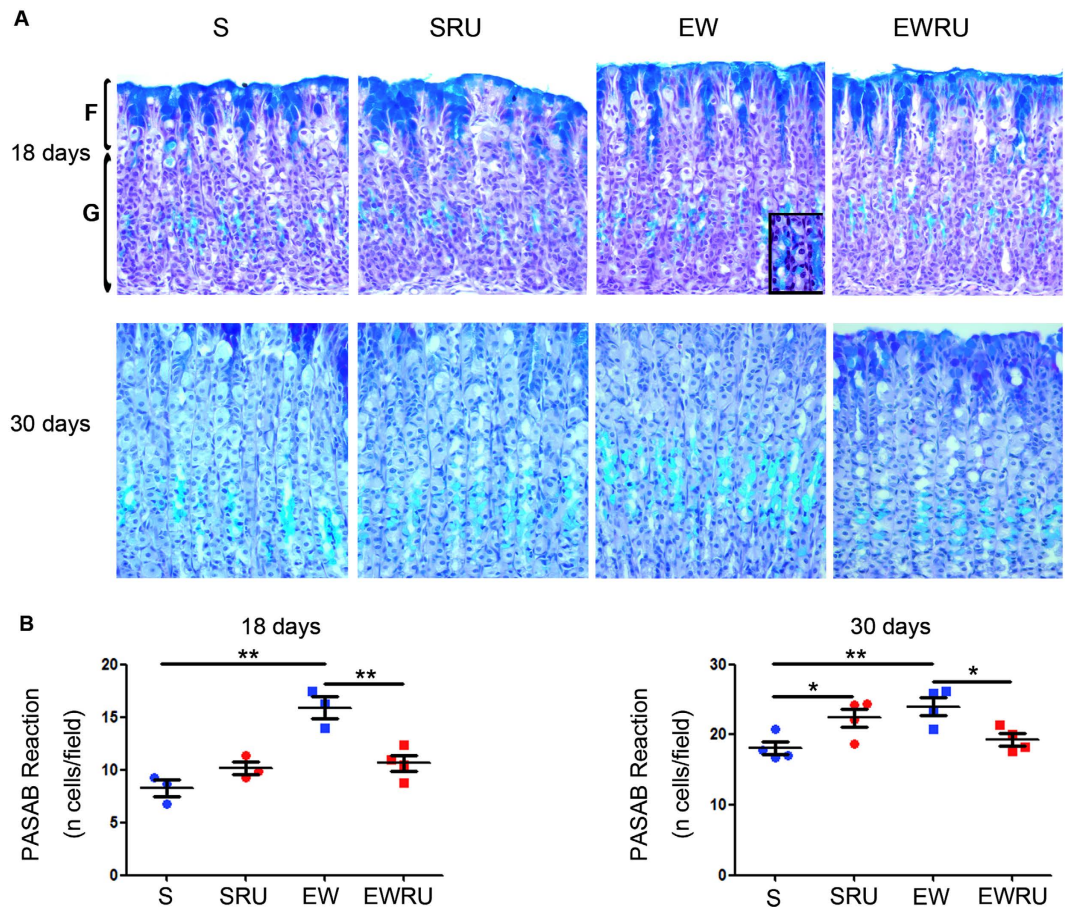 A
S SRU EW EWRU
F
18 days
G
30 days
B
18 days
PASAB Reaction
(n cells/field)
20
15
10
5
0
** **
S SRU EW EWRU
30 days
PASAB Reaction
(n cells/field)
30
20
10
0
** * *
S SRU EW EWRU